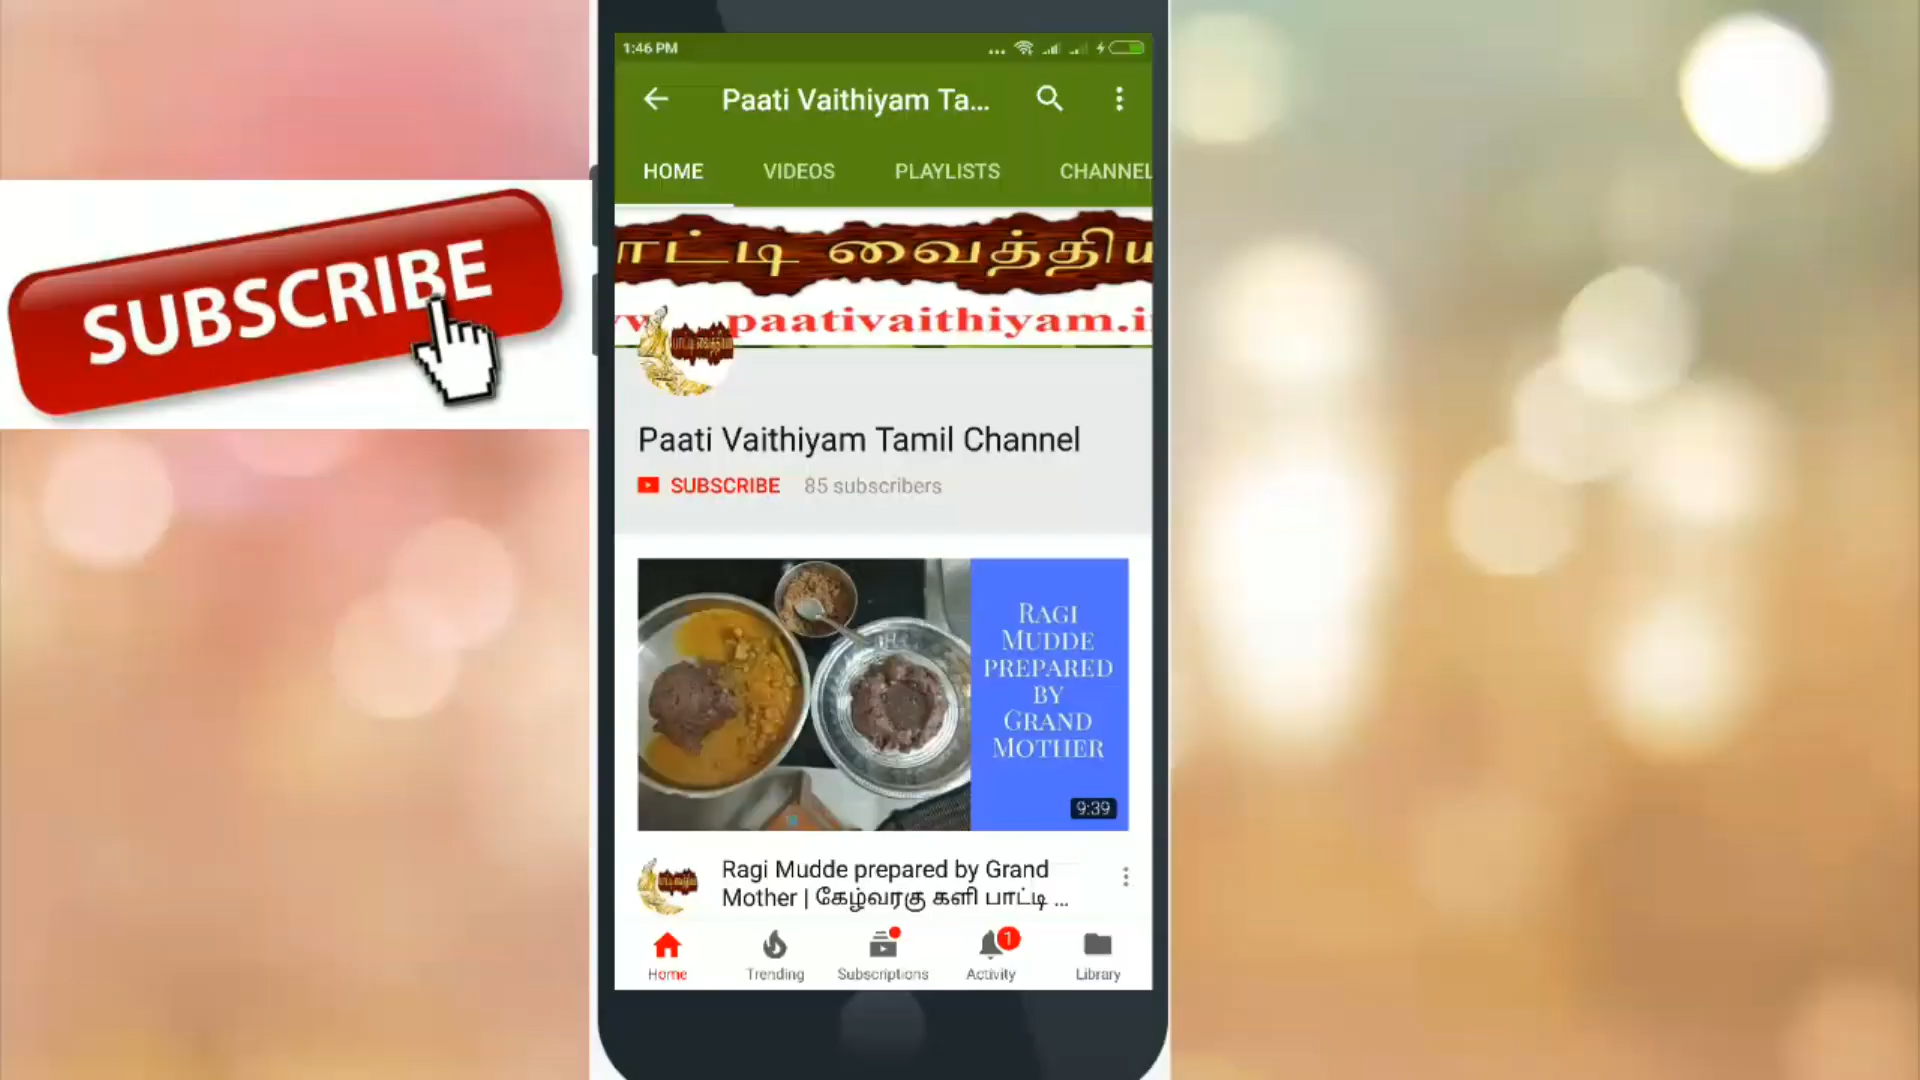 SUBSCRIBE
1:46 PM
Paati Vaithiyam Ta...
HOME VIDEOS PLAYLISTS CHANNEL
paativaithiyam.i
Paati Vaithiyam Tamil Channel
SUBSCRIBE 85 subscribers
RAGI
MUDDE
PREPARED
BY
GRAND
MOTHER
9:39
Ragi Mudde prepared by Grand
Mother | கேழ்வரகு களி பாட்டி ...
1
Home Trending Subscriptions Activity Library